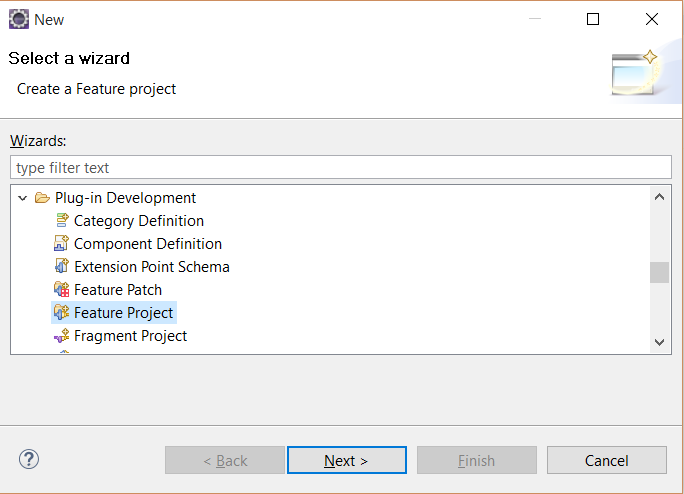 New
Select a wizard
Create a Feature project
Wizards:
type filter text
Plug-in Development
Category Definition
Component Definition
Extension Point Schema
Feature Patch
Feature Project
Fragment Project
?
< Back
Next >
Finish
Cancel